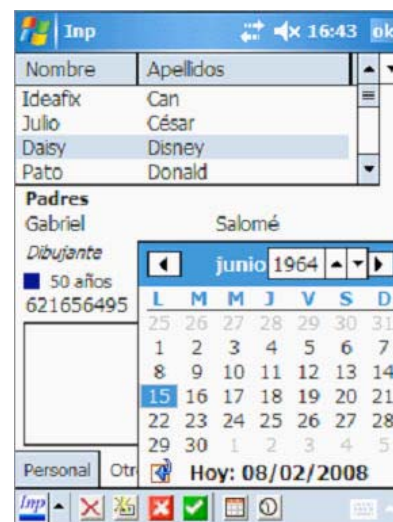 Inp 16:43 ok
Nombre Apellidos
Ideafix Can
Julio César
Daisy Disney
Pato Donald
Padres
Gabriel Salomé
Dibujante
50 años
621656495
junio 1964
L M M J V S D
25 26 27 28 29 30 31
1 2 3 4 5 6 7
8 9 10 11 12 13 14
15 16 17 18 19 20 21
22 23 24 25 26 27 28
29 30 1 2 3 4 5
Hoy: 08/02/2008
Personal Otr
Inp